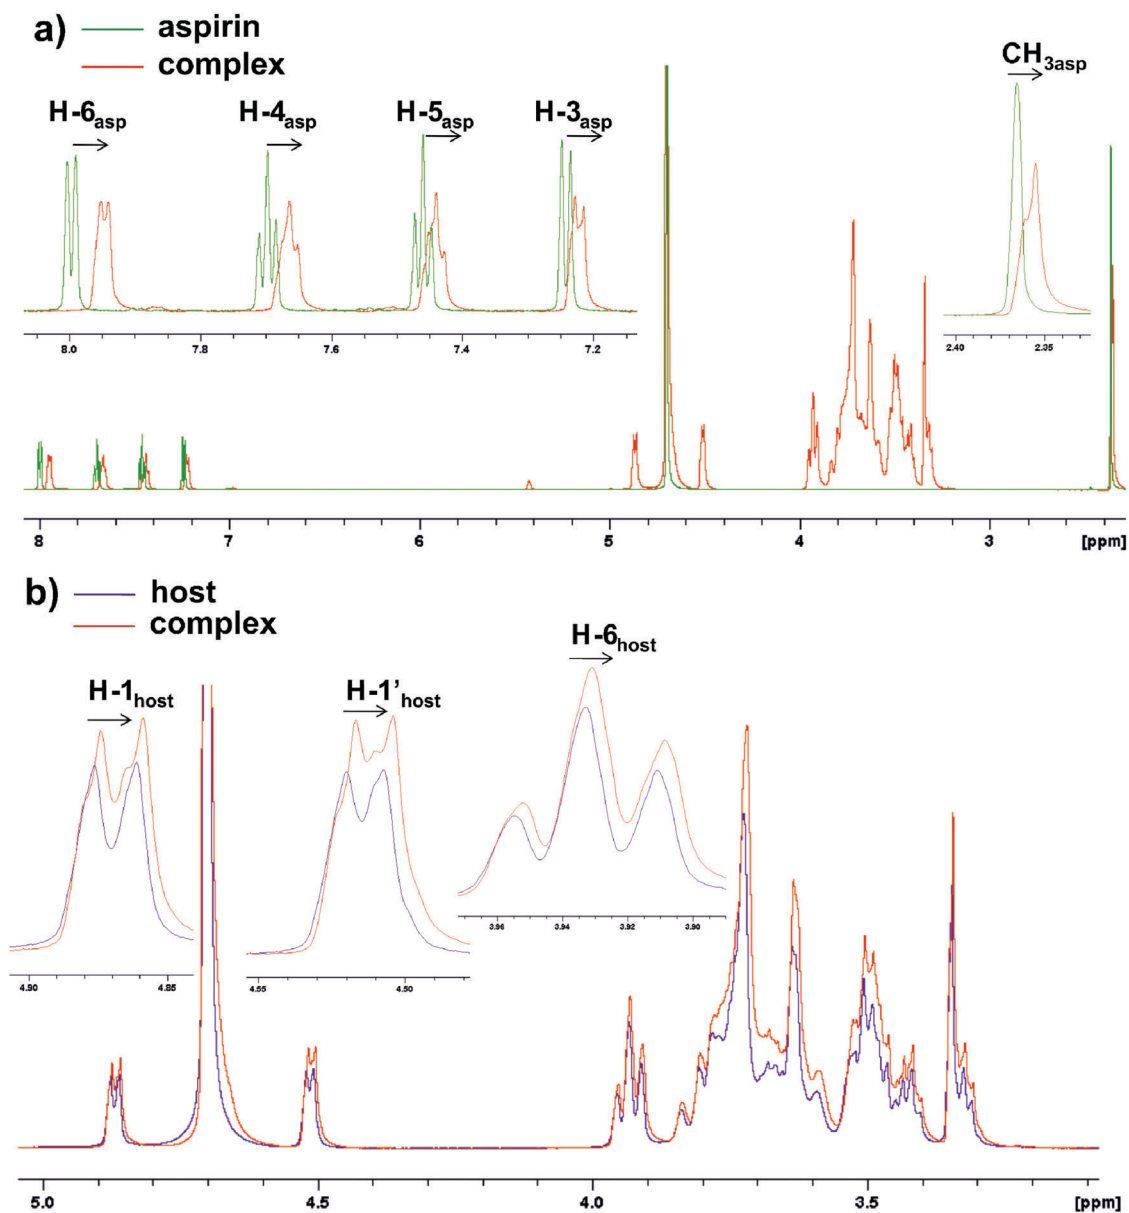 a) aspirin
complex
H-6asp H-4asp H-5asp H-3asp CH3asp
8.0 7.8 7.6 7.4 7.2
2.40 2.35
8 7 6 5 4 3 [ppm]
b) host
complex
H-1host H-1’host H-6host
4.90 4.85
4.55 4.50
3.96 3.94 3.92 3.90
5.0 4.5 4.0 3.5 [ppm]